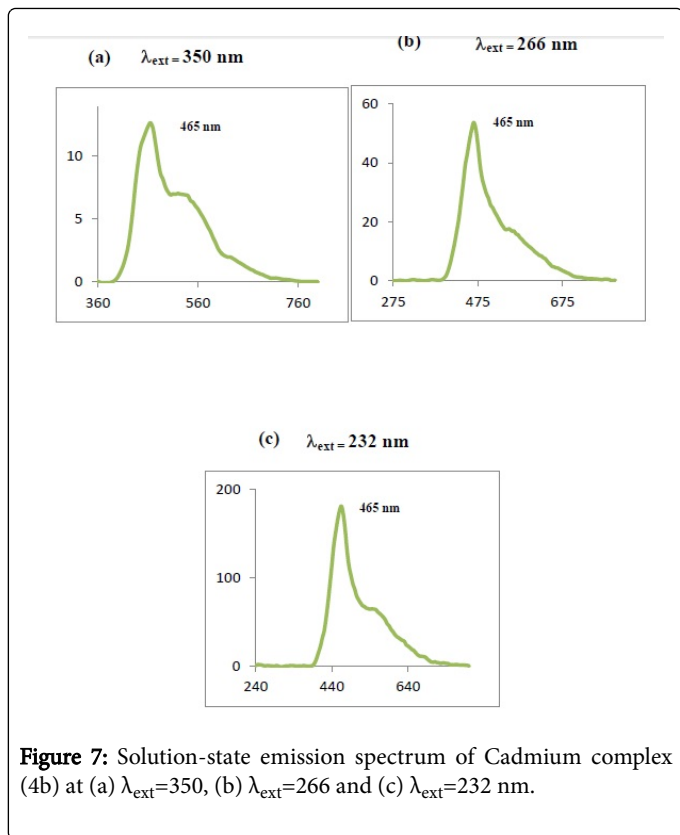 (a) λext = 350 nm
(b) λext = 266 nm
465 nm
10
5
0
360 560 760
465 nm
60
40
20
0
275 475 675
(c) λext = 232 nm
465 nm
200
100
0
240 440 640
Figure 7: Solution-state emission spectrum of Cadmium complex
(4b) at (a) λext=350, (b) λext=266 and (c) λext=232 nm.